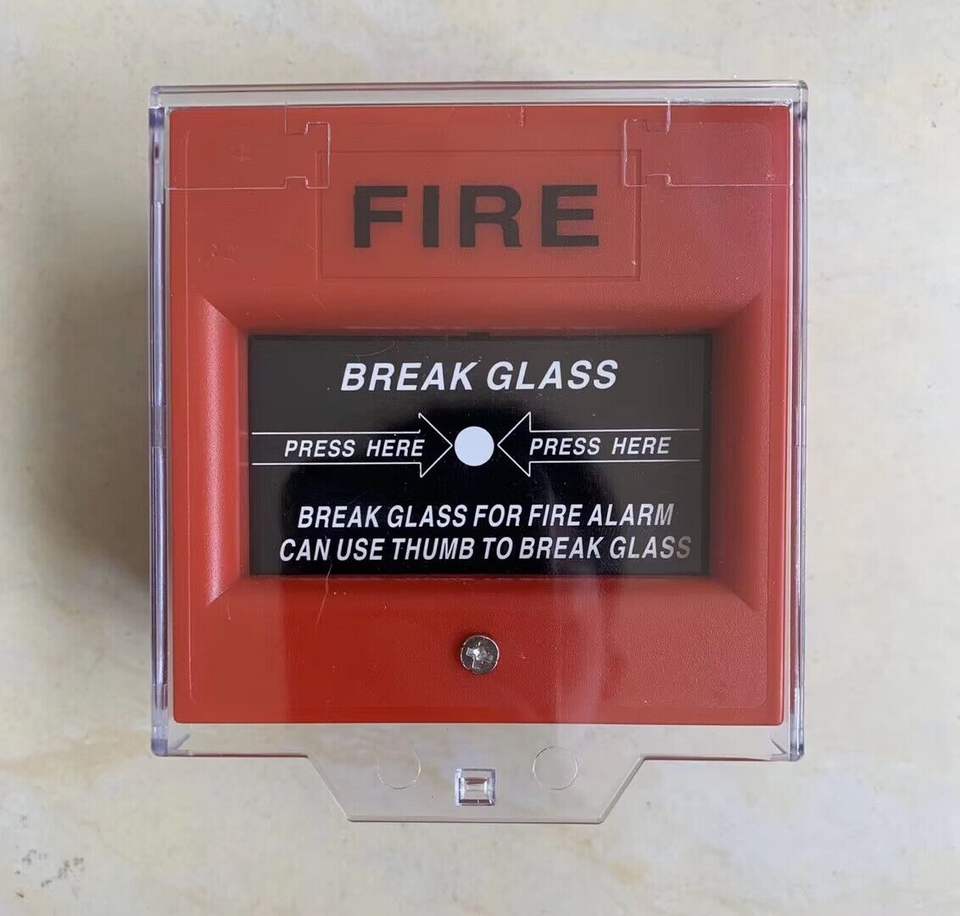 FIRE
BREAK GLASS
PRESS HERE PRESS HERE
BREAK GLASS FOR FIRE ALARM
CAN USE THUMB TO BREAK GLASS